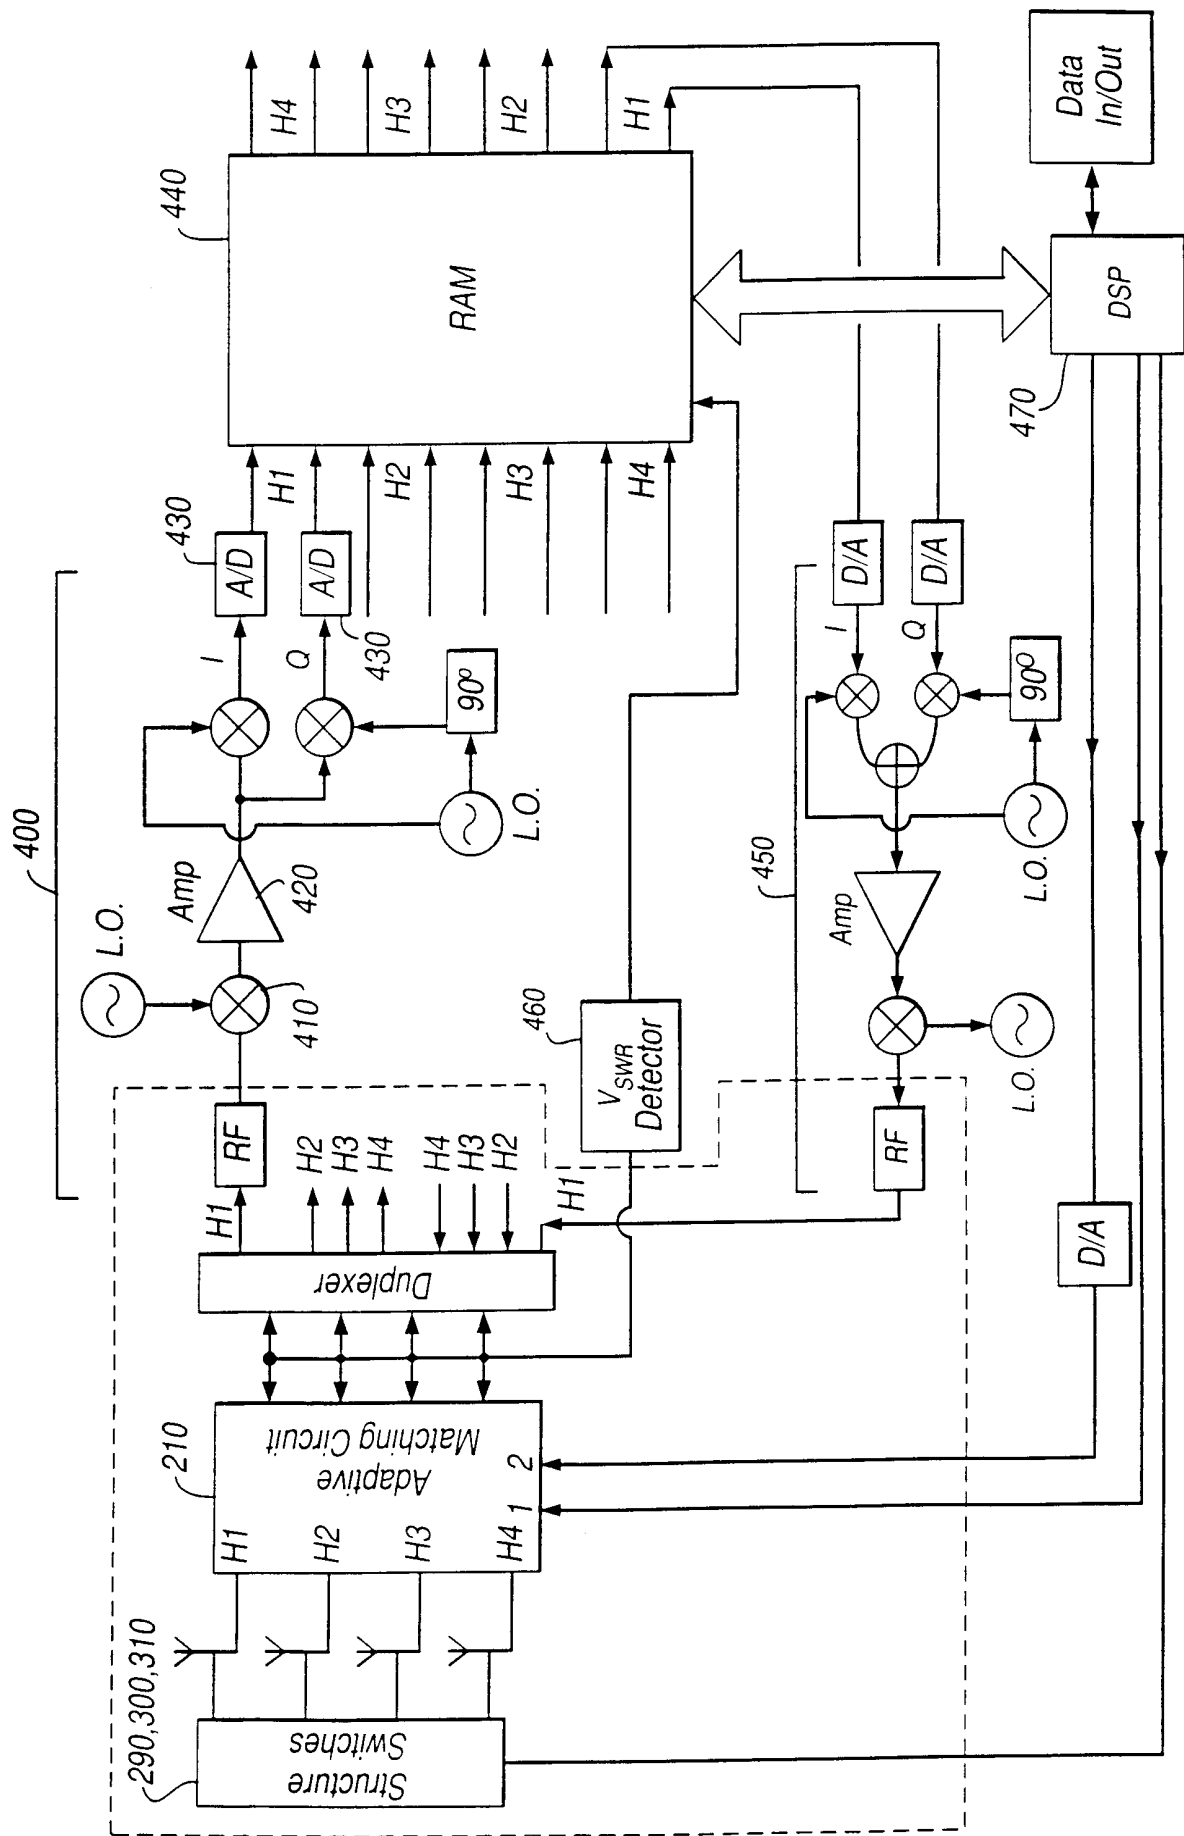 290,300,310
Structure
Switches
H1
H2
H3
H4
210
Adaptive
Matching Circuit
1
2
Duplexer
H1
H2
H3
H4
H4
H3
H2
H1
RF
400
L.O.
410
Amp
420
L.O.
90°
I
Q
A/D
430
A/D
430
H1
H2
H3
H4
RAM
440
H4
H3
H2
H1
460
VSWR
Detector
RF
450
L.O.
Amp
L.O.
90°
I
Q
D/A
D/A
D/A
470
DSP
Data
In/Out